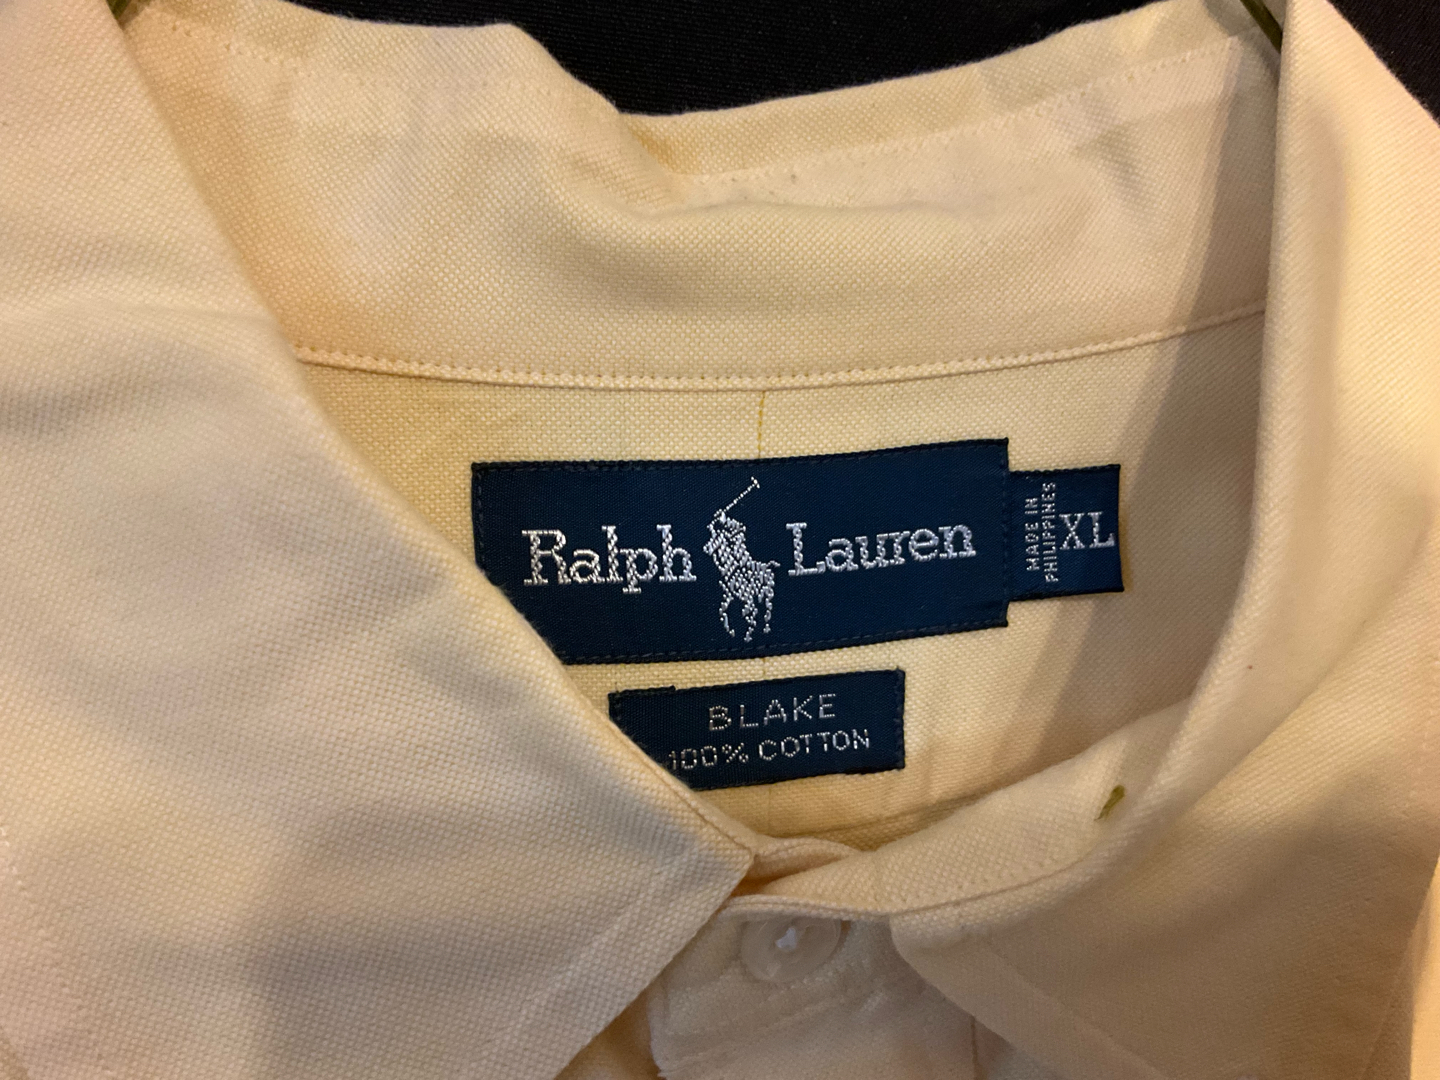 Ralph Lauren
MADE IN
PHILIPPINES
XL
BLAKE
100% COTTON